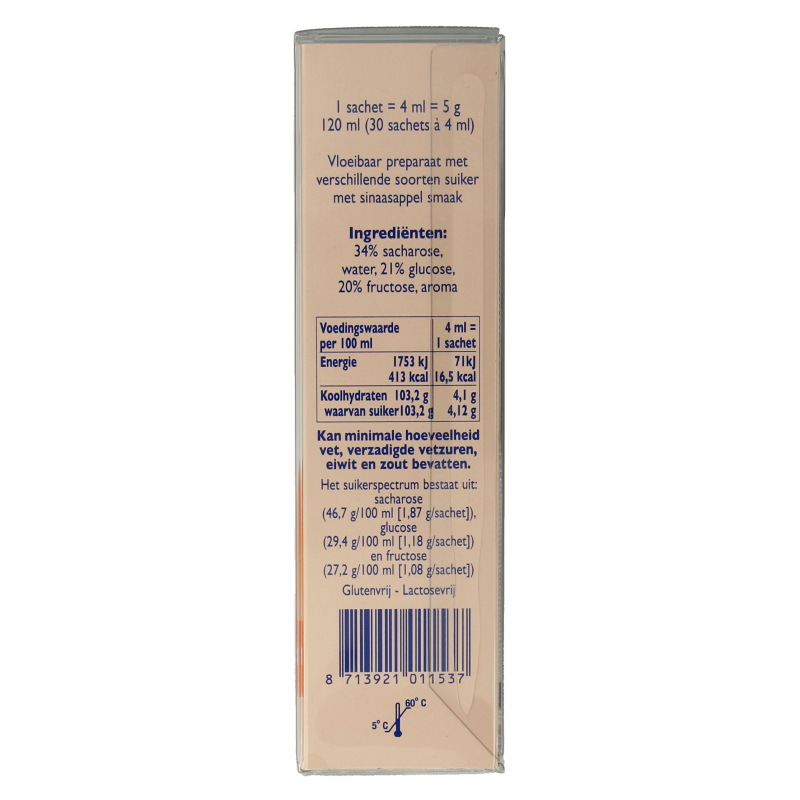 1 sachet = 4 ml = 5 g
120 ml (30 sachets à 4 ml)
Vloeibaar preparaat met
verschillende soorten suiker
met sinaasappel smaak
Ingrediënten:
34% sacharose,
water, 21% glucose,
20% fructose, aroma
Voedingswaarde 4 ml =
per 100 ml 1 sachet
Energie 1753 kJ 71kJ
413 kcal 16,5 kcal
Koolhydraten 103,2 g 4,1 g
waarvan suiker 103,2 g 4,12 g
Kan minimale hoeveelheid
vet, verzadigde vetzuren,
eiwit en zout bevatten.
Het suikerspectrum bestaat uit:
sacharose
(46,7 g/100 ml [1,87 g/sachet]),
glucose
(29,4 g/100 ml [1,18 g/sachet])
en fructose
(27,2 g/100 ml [1,08 g/sachet])
Glutenvrij - Lactosevrij
8 713921 011537
60° C
5° C